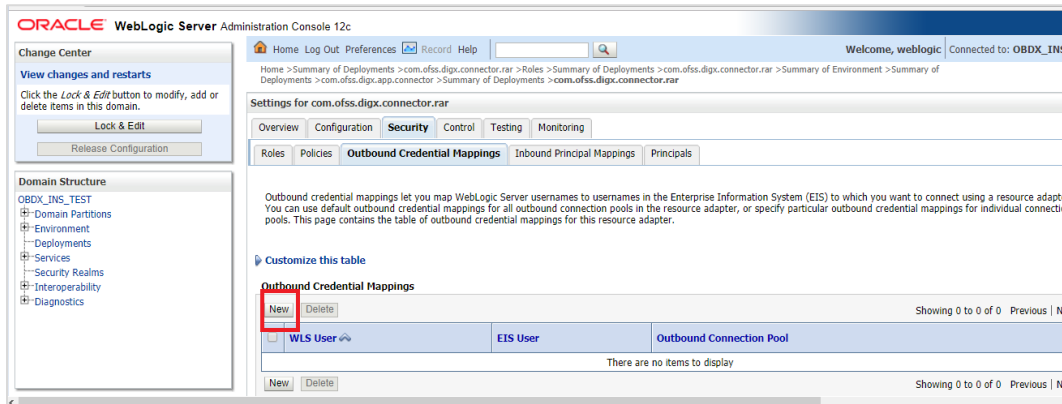 ORACLE WebLogic Server Administration Console 12c
Change Center
View changes and restarts
Click the Lock & Edit button to modify, add or
delete items in this domain.
Lock & Edit
Release Configuration
Domain Structure
OBDX_INS_TEST
Domain Partitions
Environment
Deployments
Services
Security Realms
Interoperability
Diagnostics
Home Log Out Preferences Record Help
Welcome, weblogic Connected to: OBDX_INS
Home >Summary of Deployments >com.ofss.digx.connector.rar >Roles >Summary of Deployments >com.ofss.digx.connector.rar >Summary of Environment >Summary of
Deployments >com.ofss.digx.app.connector >Summary of Deployments >com.ofss.digx.connector.rar
Settings for com.ofss.digx.connector.rar
Overview Configuration Security Control Testing Monitoring
Roles Policies Outbound Credential Mappings Inbound Principal Mappings Principals
Outbound credential mappings let you map WebLogic Server usernames to usernames in the Enterprise Information System (EIS) to which you want to connect using a resource adapt
You can use default outbound credential mappings for all outbound connection pools in the resource adapter, or specify particular outbound credential mappings for individual connecti
pools. This page contains the table of outbound credential mappings for this resource adapter.
Customize this table
Outbound Credential Mappings
New Delete
Showing 0 to 0 of 0 Previous | N
WLS User EIS User Outbound Connection Pool
There are no items to display
New Delete
Showing 0 to 0 of 0 Previous | N